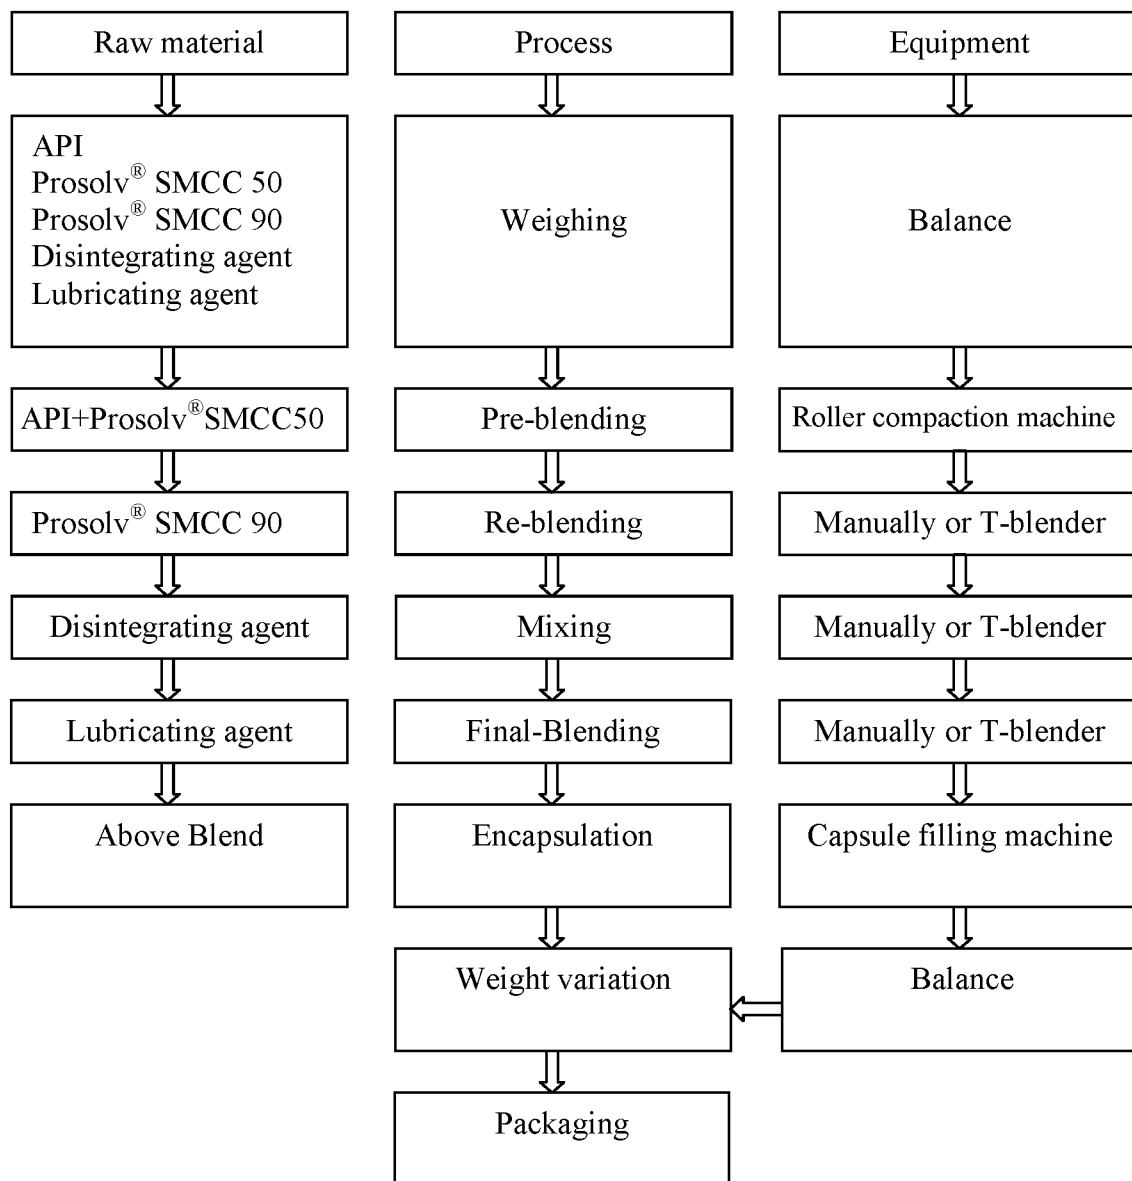 Raw material
Process
Equipment
API
Prosolv® SMCC 50
Prosolv® SMCC 90
Disintegrating agent
Lubricating agent
Weighing
Balance
API+Prosolv®SMCC50
Pre-blending
Roller compaction machine
Prosolv® SMCC 90
Re-blending
Manually or T-blender
Disintegrating agent
Mixing
Manually or T-blender
Lubricating agent
Final-Blending
Manually or T-blender
Above Blend
Encapsulation
Capsule filling machine
Weight variation
Balance
Packaging